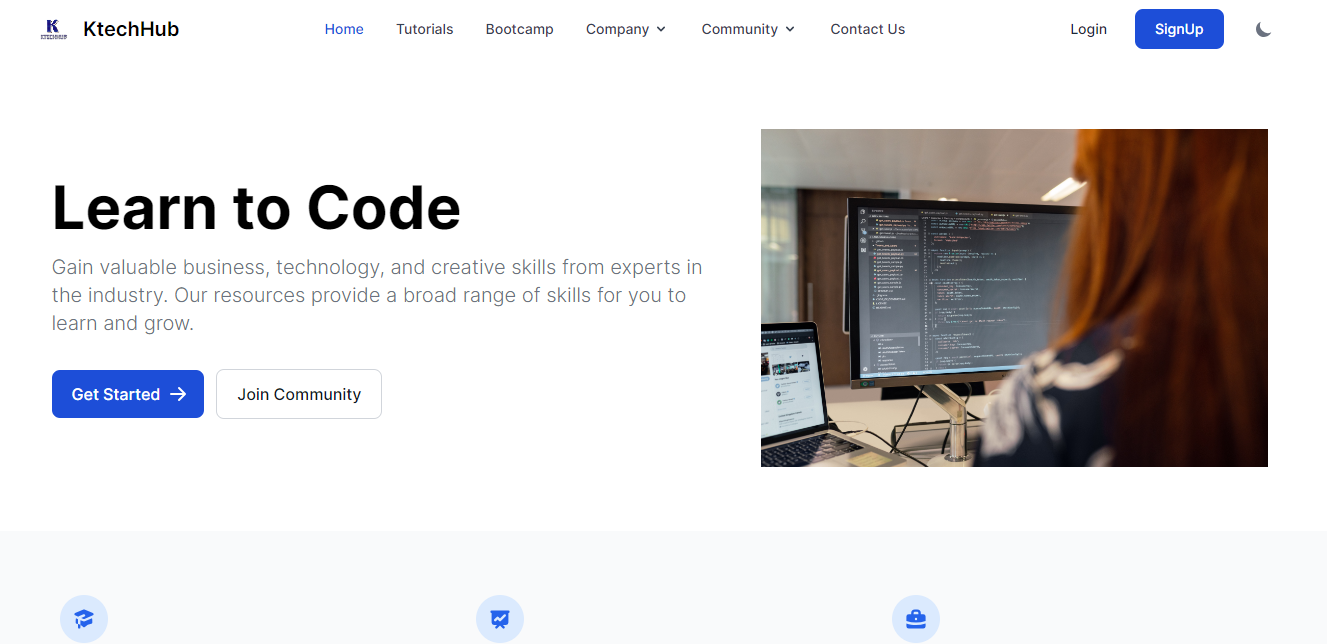 KTECHHUB
KtechHub
Home
Tutorials
Bootcamp
Company
Community
Contact Us
Login
SignUp
Learn to Code
Gain valuable business, technology, and creative skills from experts in
the industry. Our resources provide a broad range of skills for you to
learn and grow.
Get Started
Join Community